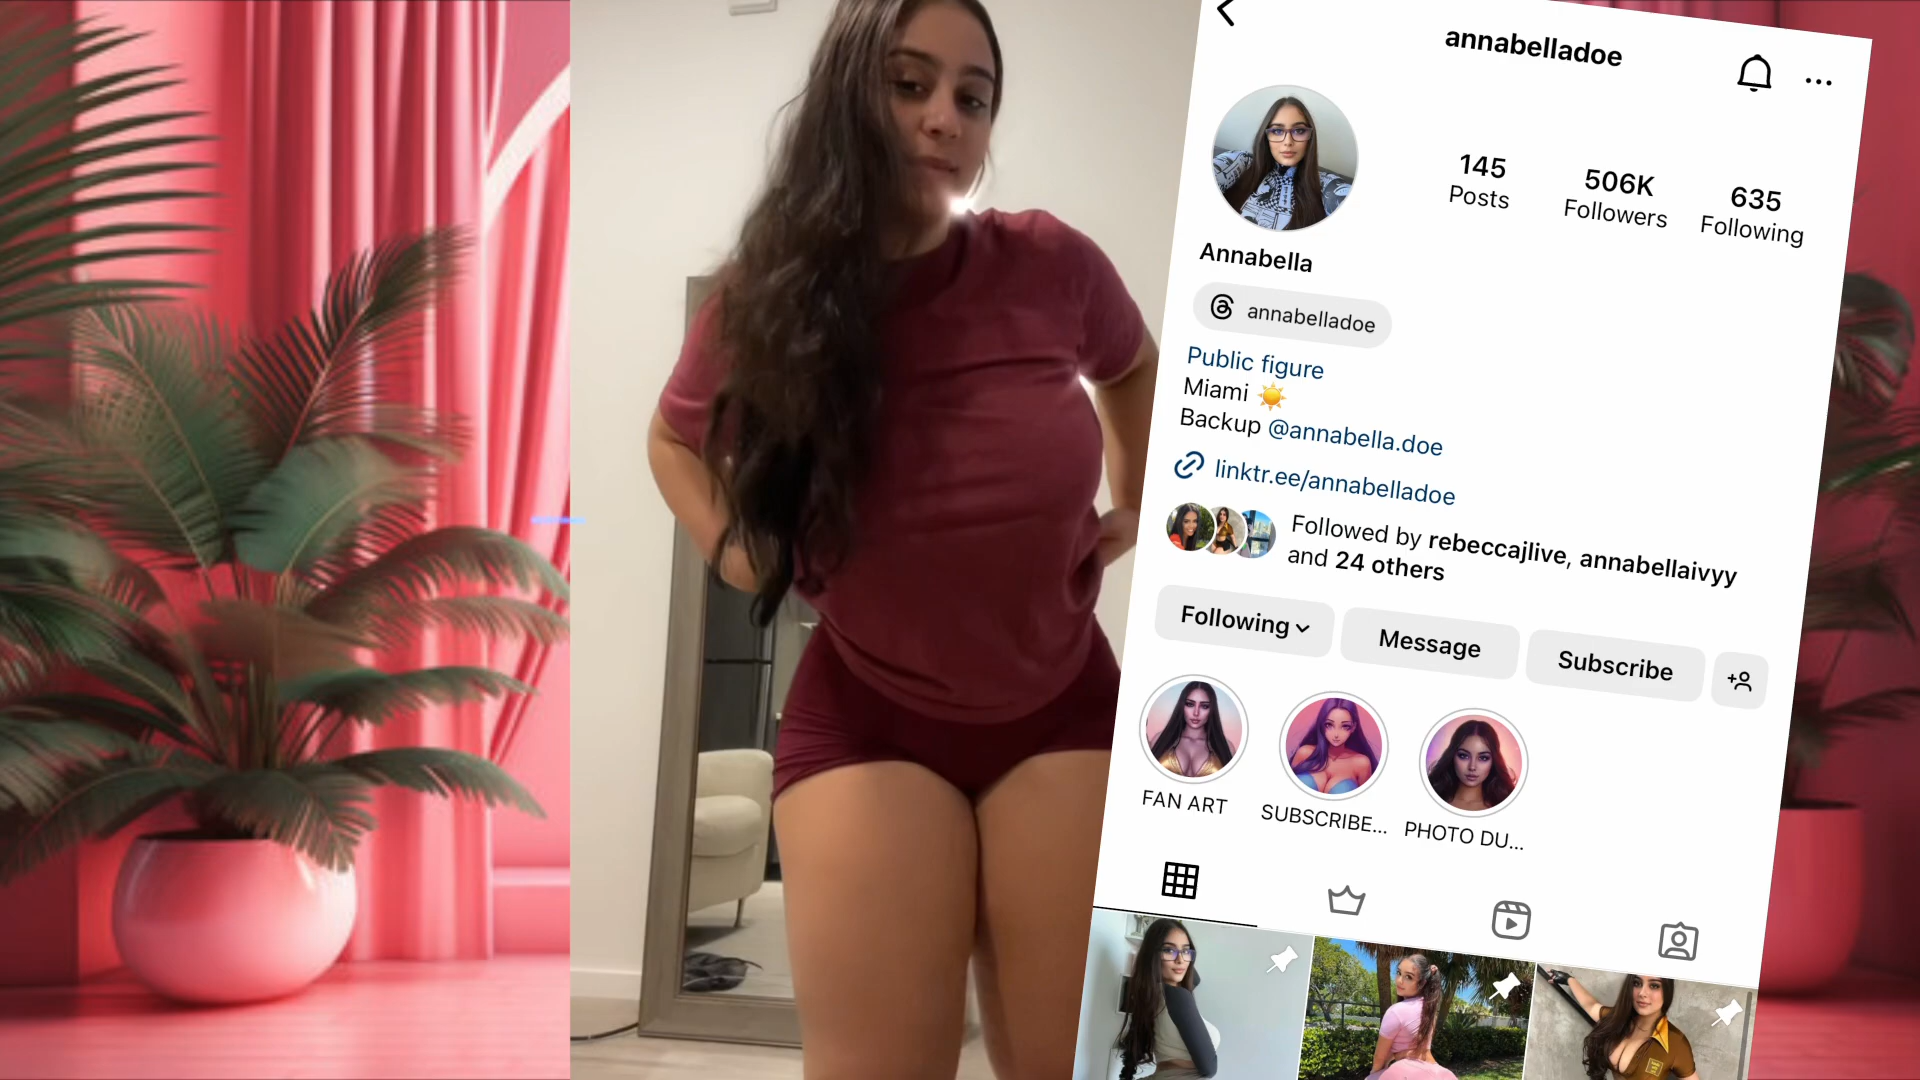 annabelladoe
145
Posts
506K
Followers
635
Following
Annabella
annabelladoe
Public figure
Miami ☀️
Backup @annabella.doe
linktr.ee/annabelladoe
Followed by rebeccajlive, annabellaivyy
and 24 others
Following
Message
Subscribe
FAN ART
SUBSCRIBE...
PHOTO DU...